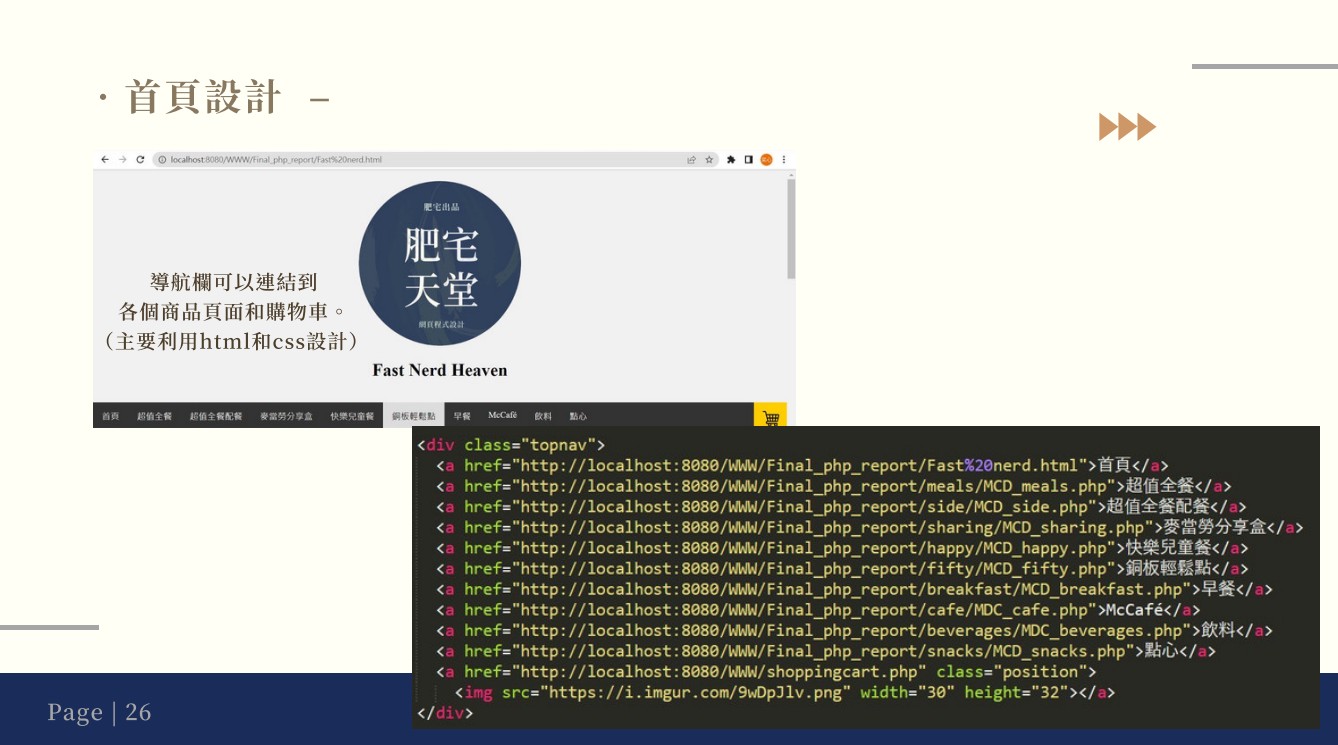 ・首頁設計 –
localhost:8080/WWW/Final_php_report/Fast%20nerd.html
肥宅出品
肥宅
天堂
網頁程式設計
導航欄可以連結到
各個商品頁面和購物車。
（主要利用html和css設計）
Fast Nerd Heaven
首頁 超值全餐 超值全餐配餐 麥當勞分享盒 快樂兒童餐 銅板輕鬆點 早餐 McCafé 飲料 點心
<div class="topnav">
<a href="http://localhost:8080/WWW/Final_php_report/Fast%20nerd.html">首頁</a>
<a href="http://localhost:8080/WWW/Final_php_report/meals/MCD_meals.php">超值全餐</a>
<a href="http://localhost:8080/WWW/Final_php_report/side/MCD_side.php">超值全餐配餐</a>
<a href="http://localhost:8080/WWW/Final_php_report/sharing/MCD_sharing.php">麥當勞分享盒</a>
<a href="http://localhost:8080/WWW/Final_php_report/happy/MCD_happy.php">快樂兒童餐</a>
<a href="http://localhost:8080/WWW/Final_php_report/fifty/MCD_fifty.php">銅板輕鬆點</a>
<a href="http://localhost:8080/WWW/Final_php_report/breakfast/MCD_breakfast.php">早餐</a>
<a href="http://localhost:8080/WWW/Final_php_report/cafe/MDC_cafe.php">McCafé</a>
<a href="http://localhost:8080/WWW/Final_php_report/beverages/MDC_beverages.php">飲料</a>
<a href="http://localhost:8080/WWW/Final_php_report/snacks/MCD_snacks.php">點心</a>
<a href="http://localhost:8080/WWW/shoppingcart.php" class="position">
<img src="https://i.imgur.com/9wDpJlv.png" width="30" height="32"></a>
</div>
Page | 26